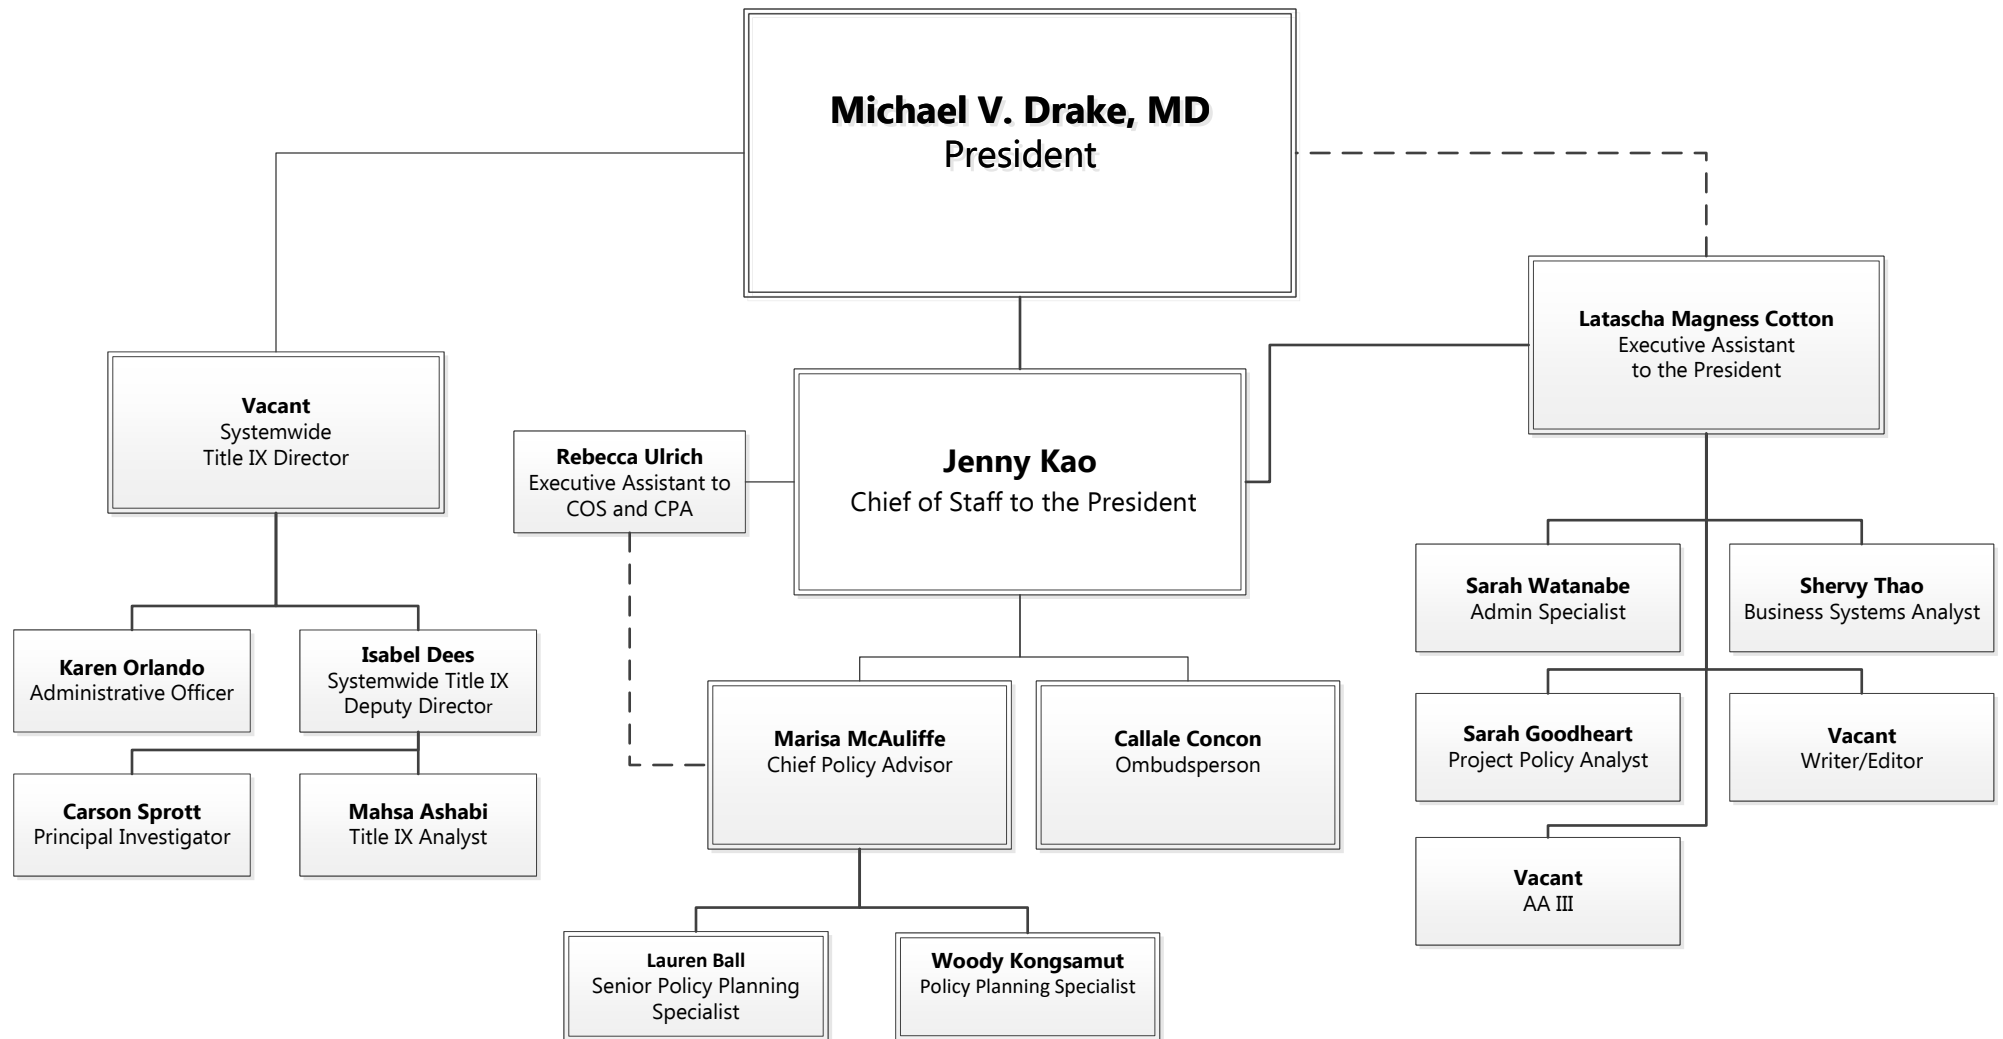 Michael V. Drake, MD
President
Latascha Magness Cotton
Executive Assistant
to the President
Vacant
Systemwide
Title IX Director
Rebecca Ulrich
Executive Assistant to
COS and CPA
Jenny Kao
Chief of Staff to the President
Sarah Watanabe
Admin Specialist
Shervy Thao
Business Systems Analyst
Karen Orlando
Administrative Officer
Isabel Dees
Systemwide Title IX
Deputy Director
Marisa McAuliffe
Chief Policy Advisor
Callale Concon
Ombudsperson
Sarah Goodheart
Project Policy Analyst
Vacant
Writer/Editor
Carson Sprott
Principal Investigator
Mahsa Ashabi
Title IX Analyst
Vacant
AA III
Lauren Ball
Senior Policy Planning
Specialist
Woody Kongsamut
Policy Planning Specialist